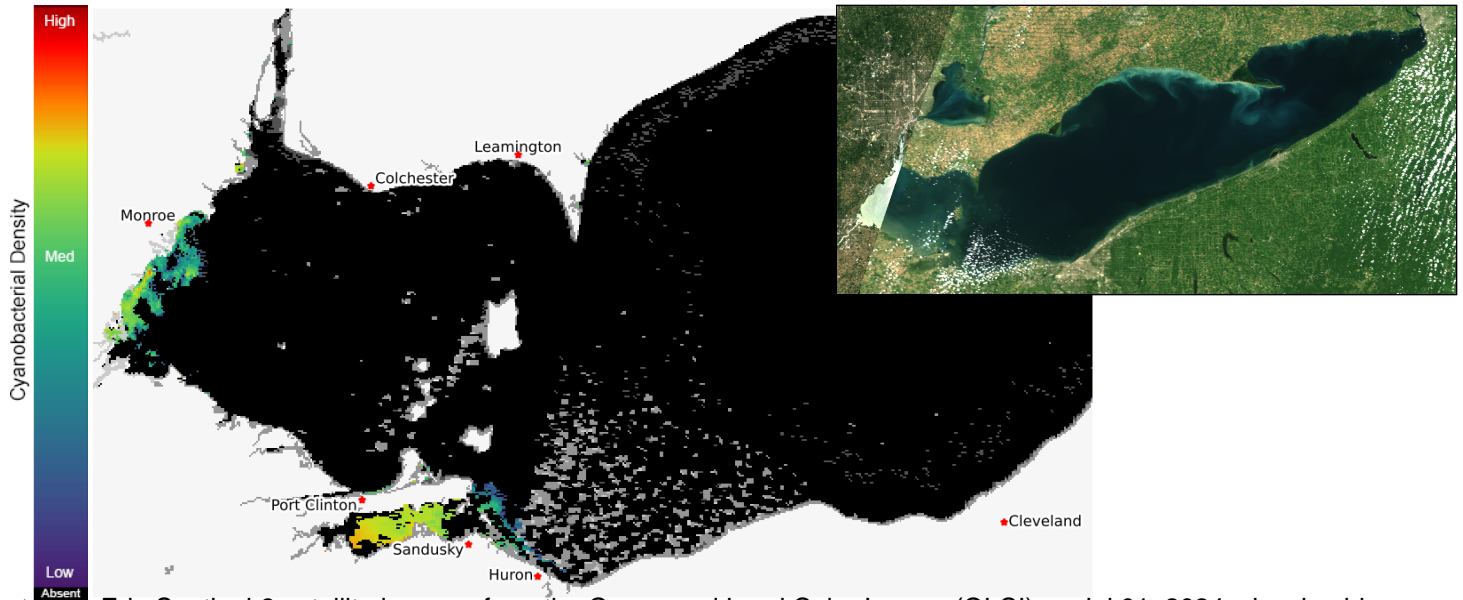 High
Med
Low
Absent
Cyanobacterial Density
Leamington
Colchester
Monroe
Port Clinton
Sandusky
Huron
Cleveland